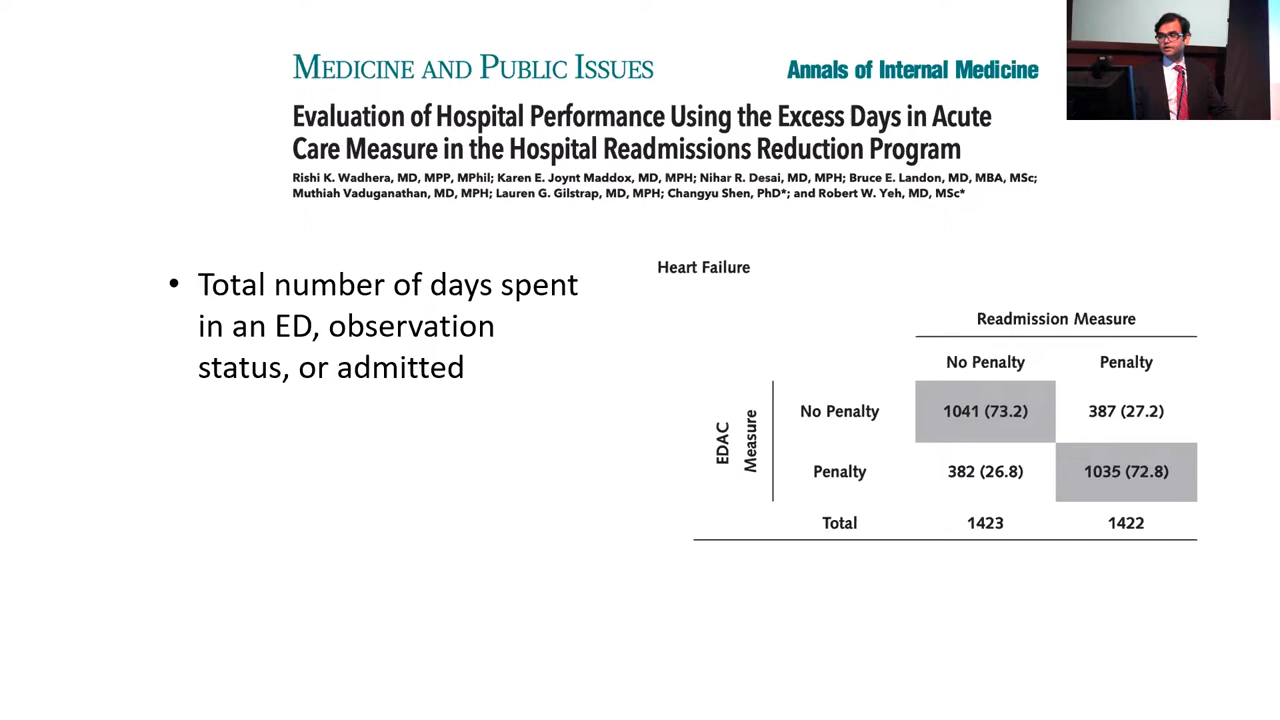 MEDICINE AND PUBLIC ISSUES
Annals of Internal Medicine
Evaluation of Hospital Performance Using the Excess Days in Acute
Care Measure in the Hospital Readmissions Reduction Program
Rishi K. Wadhera, MD, MPP, MPhil; Karen E. Joynt Maddox, MD, MPH; Nihar R. Desai, MD, MPH; Bruce E. Landon, MD, MBA, MSc;
Muthiah Vaduganathan, MD, MPH; Lauren G. Gilstrap, MD, MPH; Changyu Shen, PhD*; and Robert W. Yeh, MD, MSc*
• Total number of days spent
in an ED, observation
status, or admitted
Heart Failure
Readmission Measure
No Penalty Penalty
EDAC
Measure
No Penalty 1041 (73.2) 387 (27.2)
Penalty 382 (26.8) 1035 (72.8)
Total 1423 1422